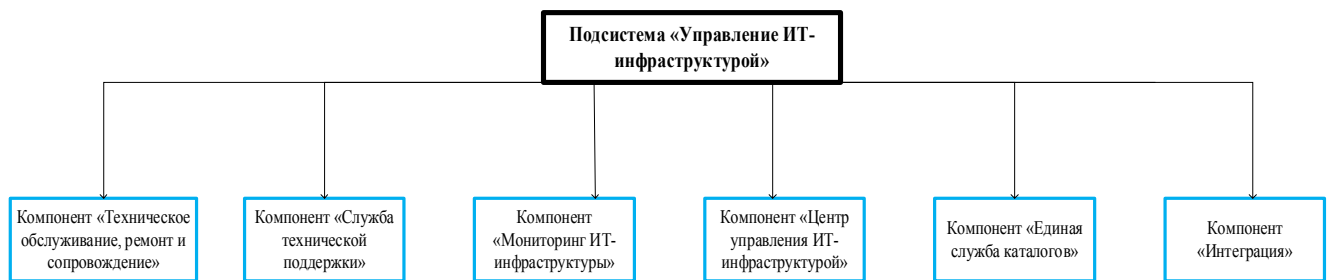 Подсистема «Управление ИТ-
инфраструктурой»
Компонент «Техническое
обслуживание, ремонт и
сопровождение»
Компонент «Служба
технической
поддержки»
Компонент
«Мониторинг ИТ-
инфраструктуры»
Компонент «Центр
управления ИТ-
инфраструктурой»
Компонент «Единая
служба каталогов»
Компонент
«Интеграция»